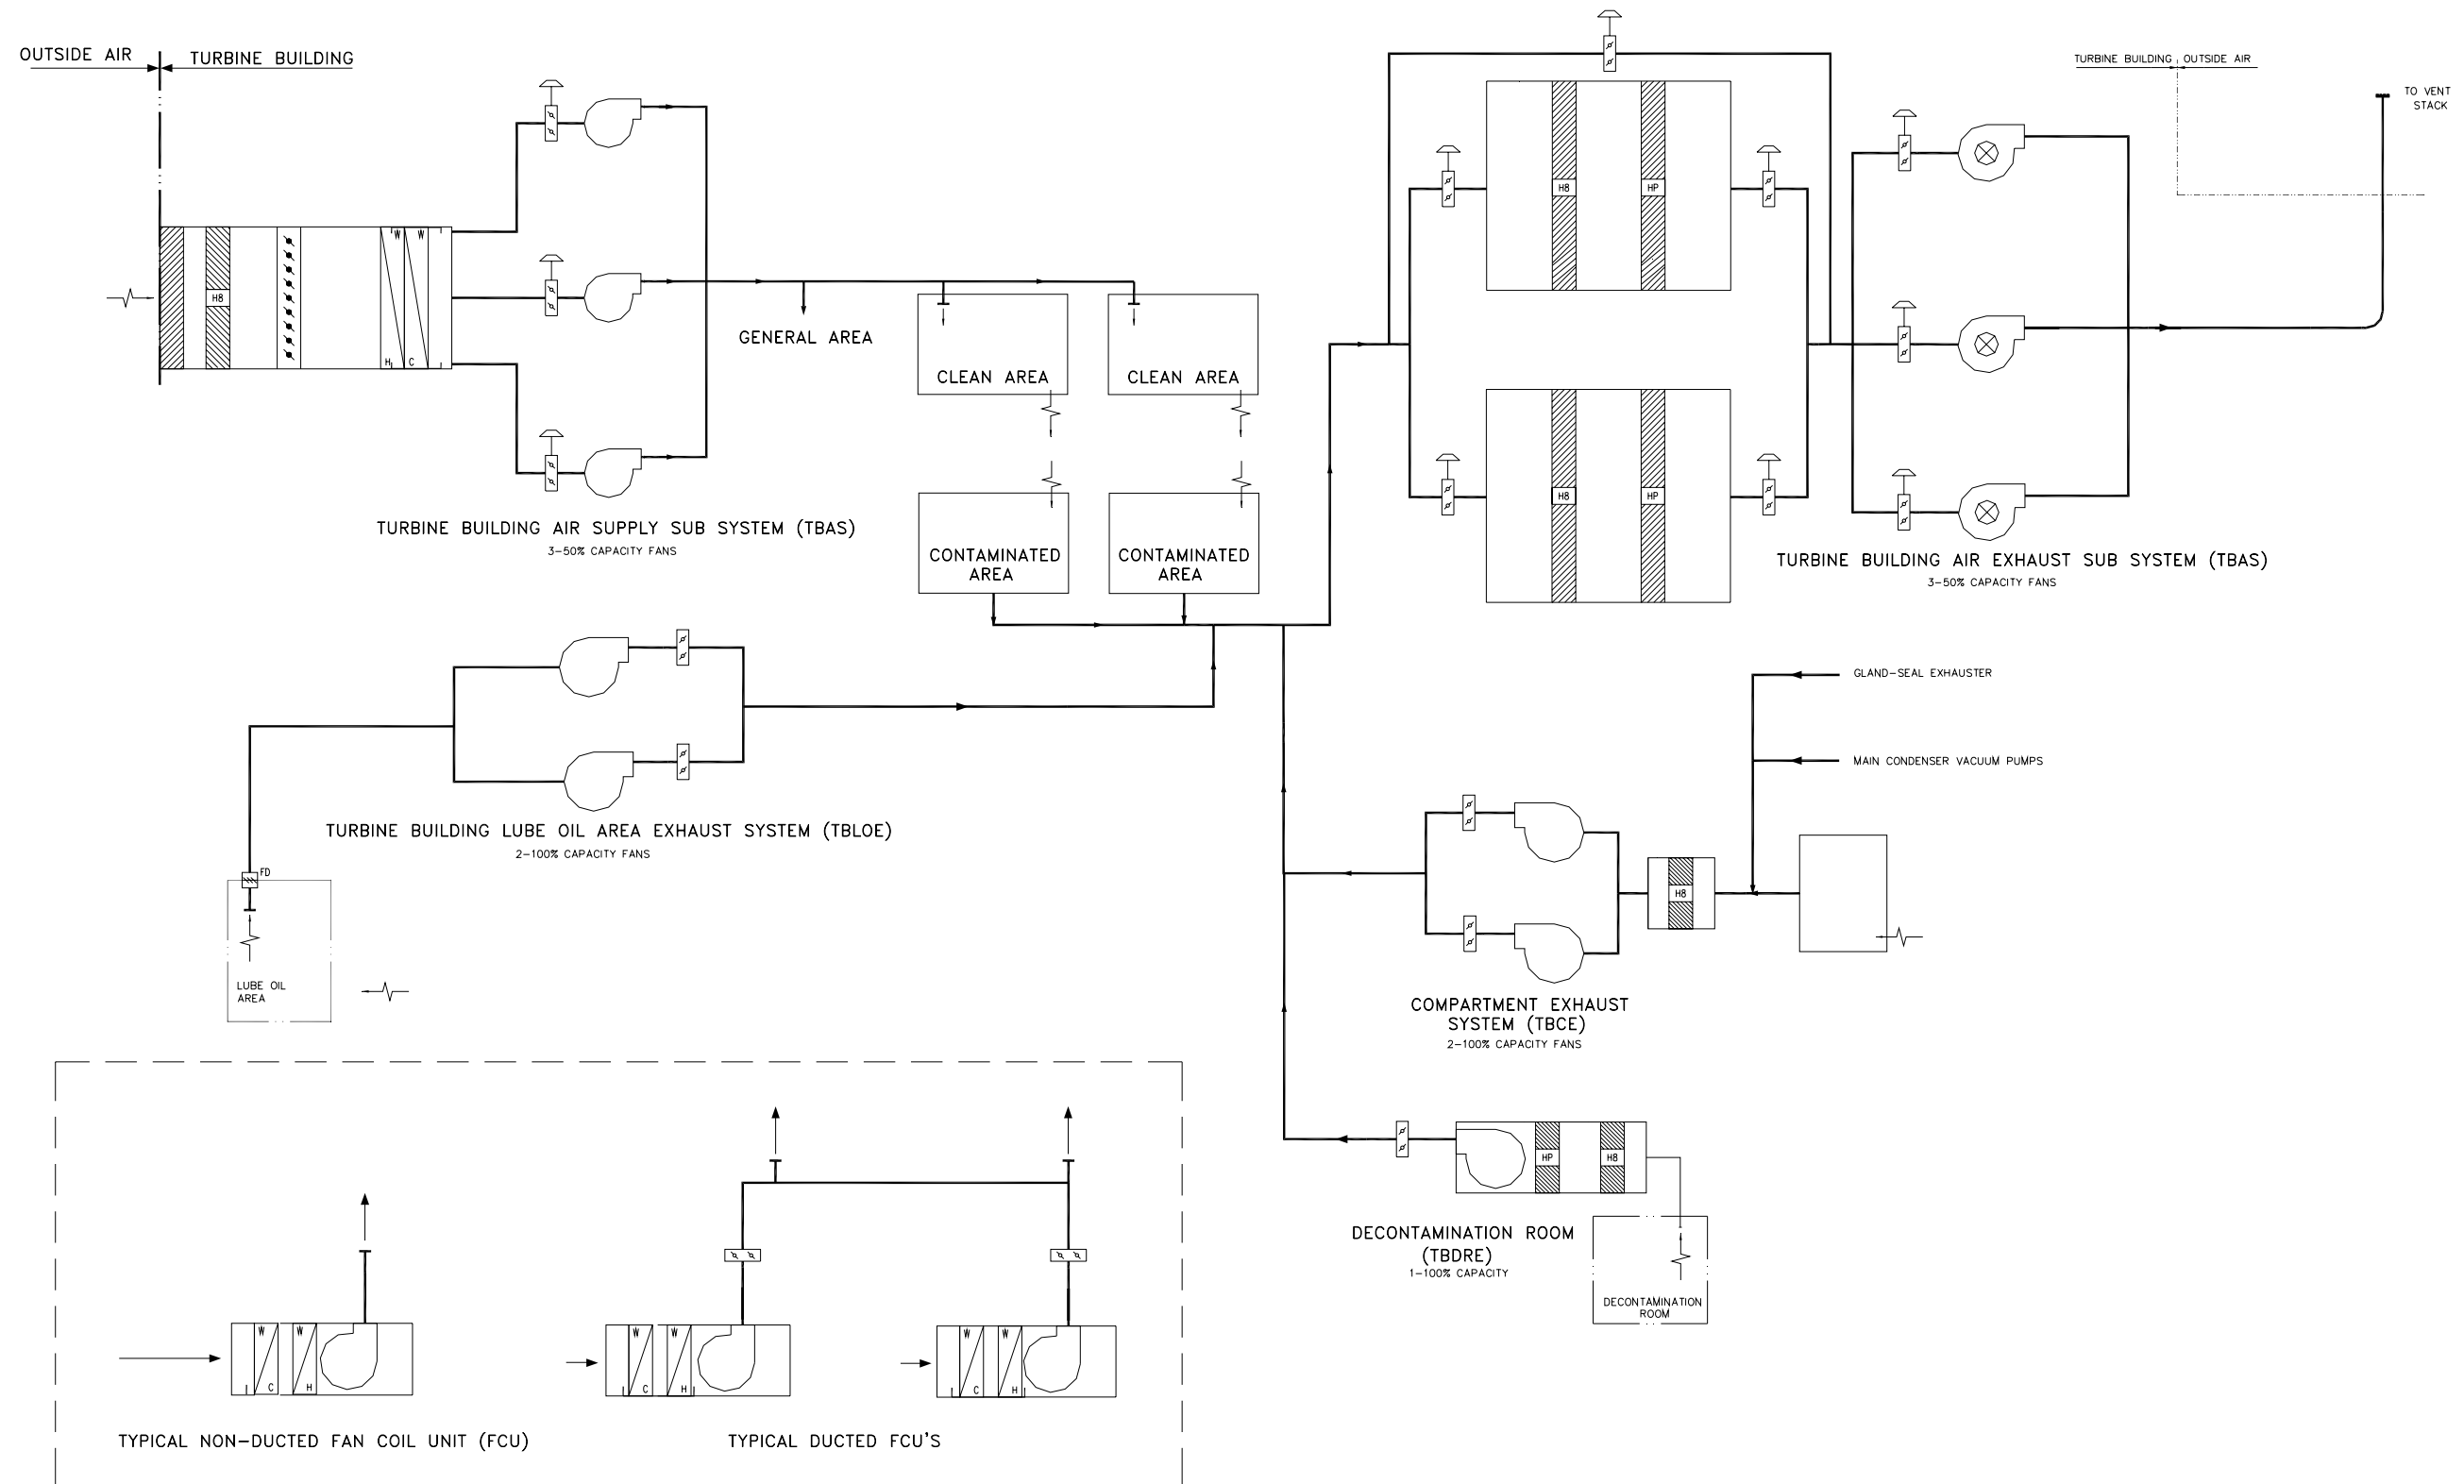 OUTSIDE AIR
TURBINE BUILDING
H8
W
W
H
C
TURBINE BUILDING AIR SUPPLY SUB SYSTEM (TBAS)
3-50% CAPACITY FANS
GENERAL AREA
CLEAN AREA
CLEAN AREA
CONTAMINATED
AREA
CONTAMINATED
AREA
H8
HP
H8
HP
TURBINE BUILDING
OUTSIDE AIR
TO VENT
STACK
TURBINE BUILDING AIR EXHAUST SUB SYSTEM (TBAS)
3-50% CAPACITY FANS
TURBINE BUILDING LUBE OIL AREA EXHAUST SYSTEM (TBLOE)
2-100% CAPACITY FANS
FD
LUBE OIL
AREA
GLAND-SEAL EXHAUSTER
MAIN CONDENSER VACUUM PUMPS
H8
COMPARTMENT EXHAUST
SYSTEM (TBCE)
2-100% CAPACITY FANS
HP
H8
DECONTAMINATION ROOM
(TBDRE)
1-100% CAPACITY
DECONTAMINATION
ROOM
W
W
C
H
TYPICAL NON-DUCTED FAN COIL UNIT (FCU)
W
W
C
H
W
W
C
H
TYPICAL DUCTED FCU'S